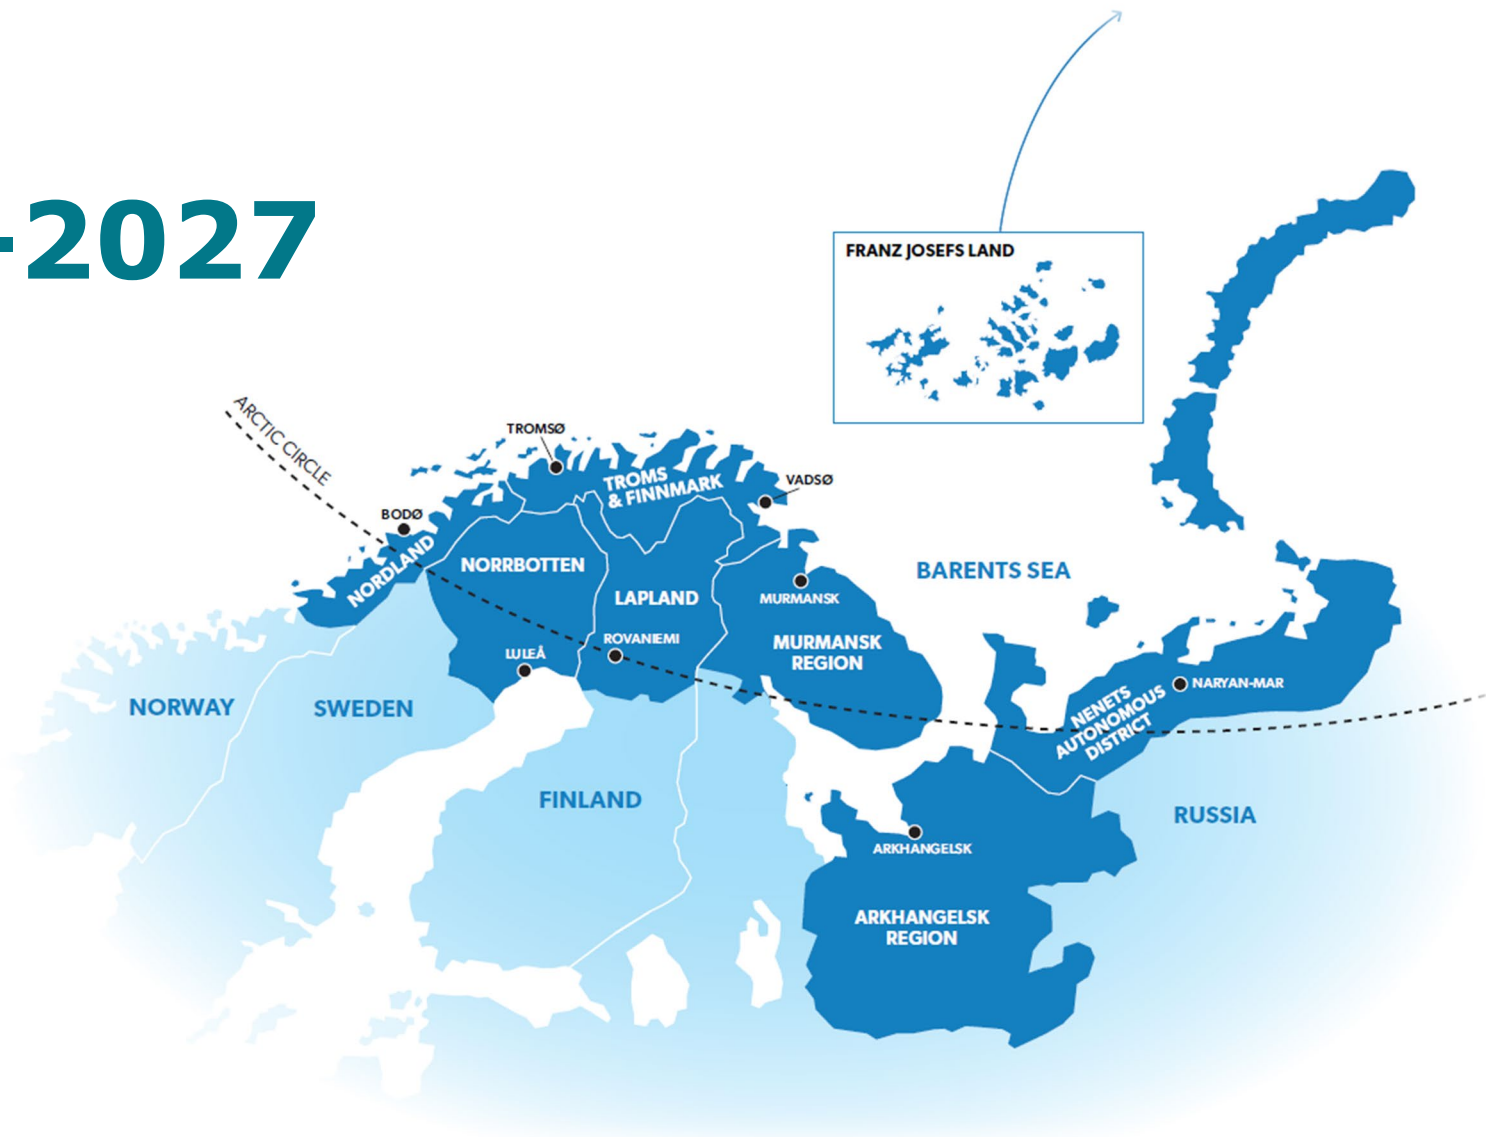 -2027
FRANZ JOSEFS LAND
ARCTIC CIRCLE
TROMSØ
TROMS
& FINNMARK
VADSØ
BODØ
NORDLAND
NORRBOTTEN
LAPLAND
BARENTS SEA
MURMANSK
MURMANSK
REGION
ROVANIEMI
LULEÅ
NARYAN-MAR
NENETS
AUTONOMOUS
DISTRICT
NORWAY
SWEDEN
FINLAND
RUSSIA
ARKHANGELSK
ARKHANGELSK
REGION